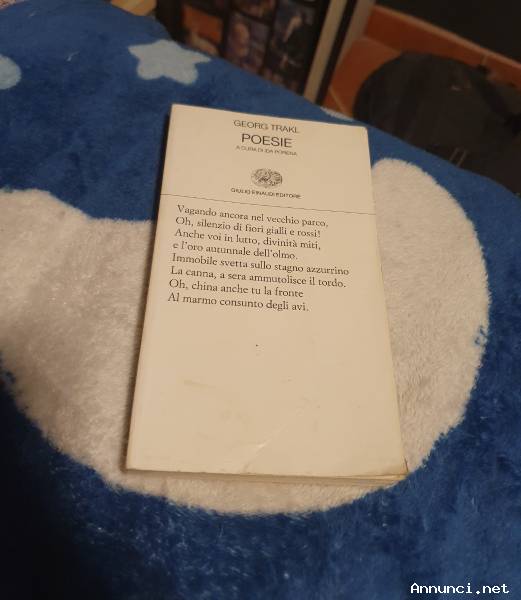 GEORG TRAKL
POESIE
A CURA DI IDA PORENA
GIULIO EINAUDI EDITORE
Vagando ancora nel vecchio parco,
Oh, silenzio di fiori gialli e rossi!
Anche voi in lutto, divinità miti,
e l'oro autunnale dell'olmo.
Immobile svetta sullo stagno azzurrino
La canna, a sera ammutolisce il tordo.
Oh, china anche tu la fronte
Al marmo consunto degli avi.
Annunci.net